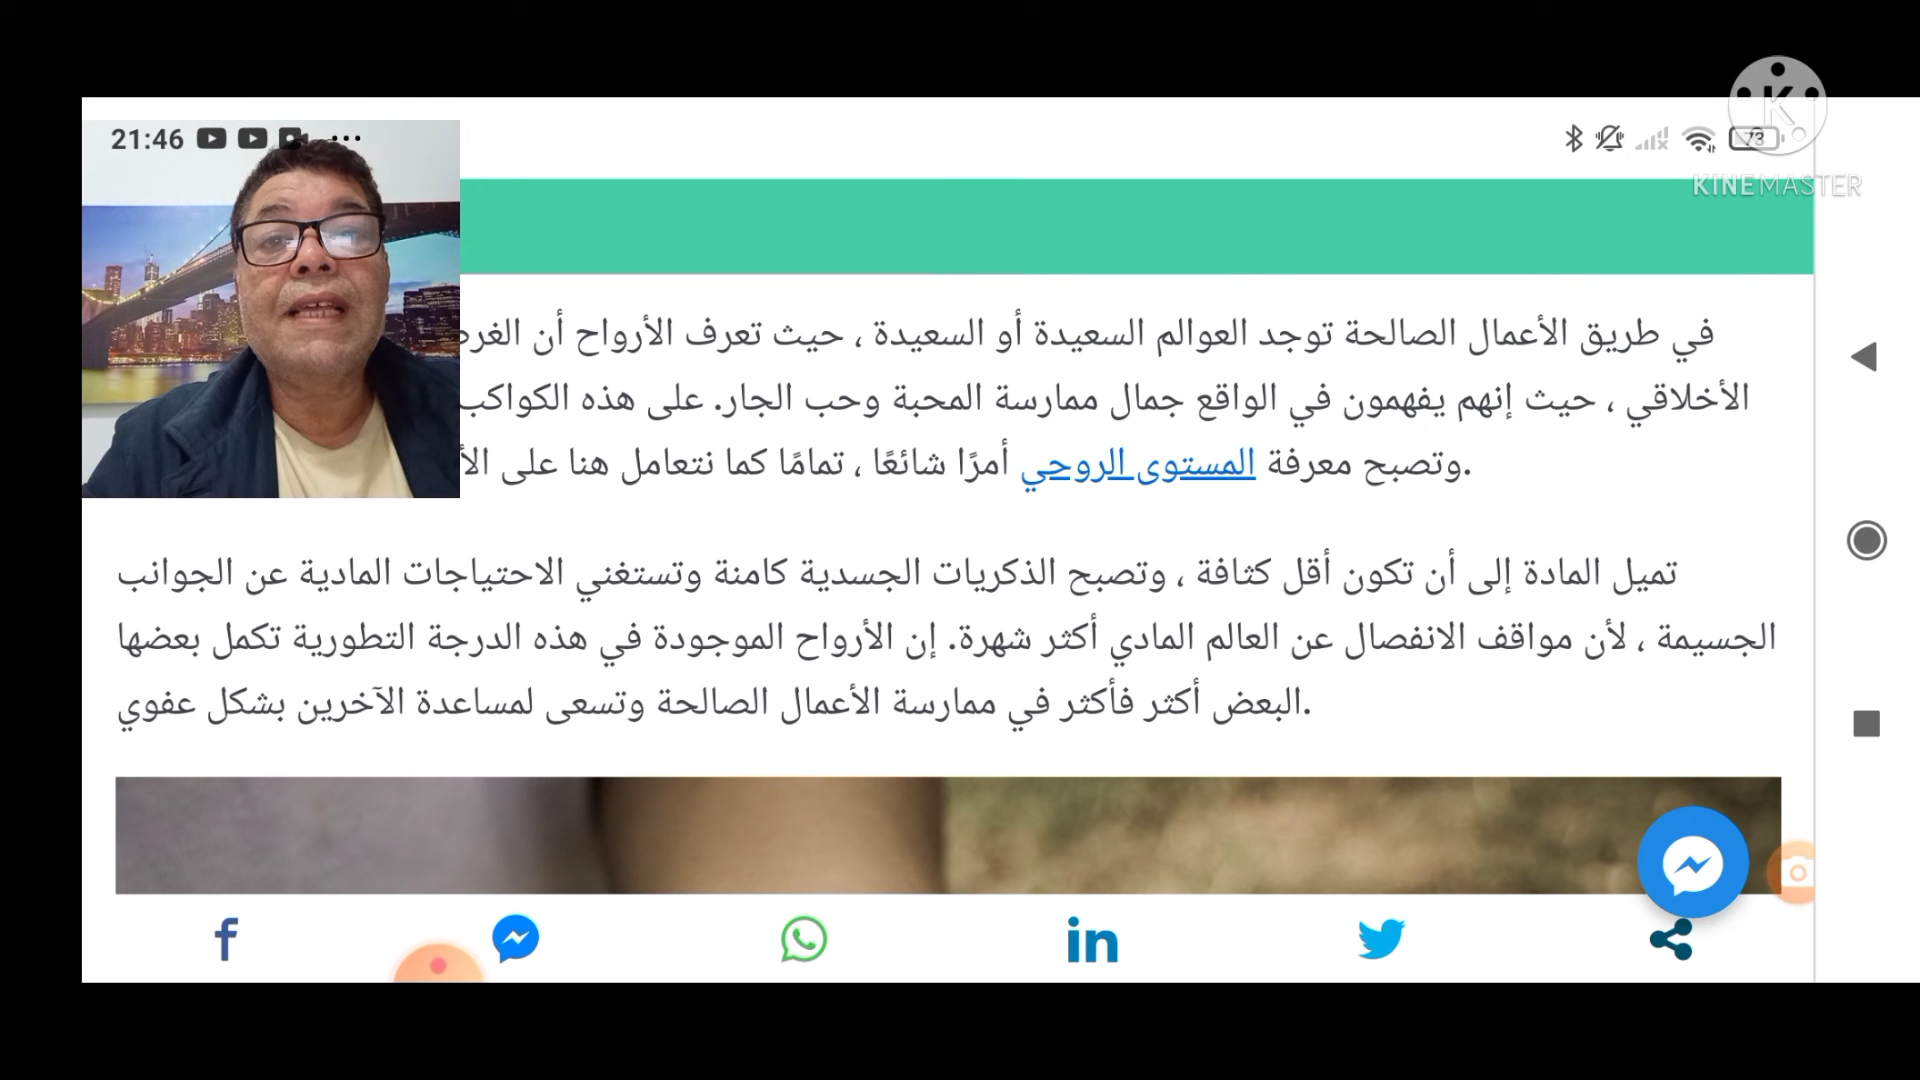 21:46
73
K
KINEMASTER
في طريق الأعمال الصالحة توجد العوالم السعيدة أو السعيدة ، حيث تعرف الأرواح أن
الأخلاقي ، حيث إنهم يفهمون في الواقع جمال ممارسة المحبة وحب الجار. على هذه الكواكب
وتصبح معرفة المستوى الروحي أمرًا شائعًا ، تمامًا كما نتعامل هنا على.
تميل المادة إلى أن تكون أقل كثافة ، وتصبح الذكريات الجسدية كامنة وتستغني الاحتياجات المادية عن الجوانب
الجسيمة ، لأن مواقف الانفصال عن العالم المادي أكثر شهرة. إن الأرواح الموجودة في هذه الدرجة التطورية تكمل بعضها
البعض أكثر فأكثر في ممارسة الأعمال الصالحة وتسعى لمساعدة الآخرين بشكل عفوي.